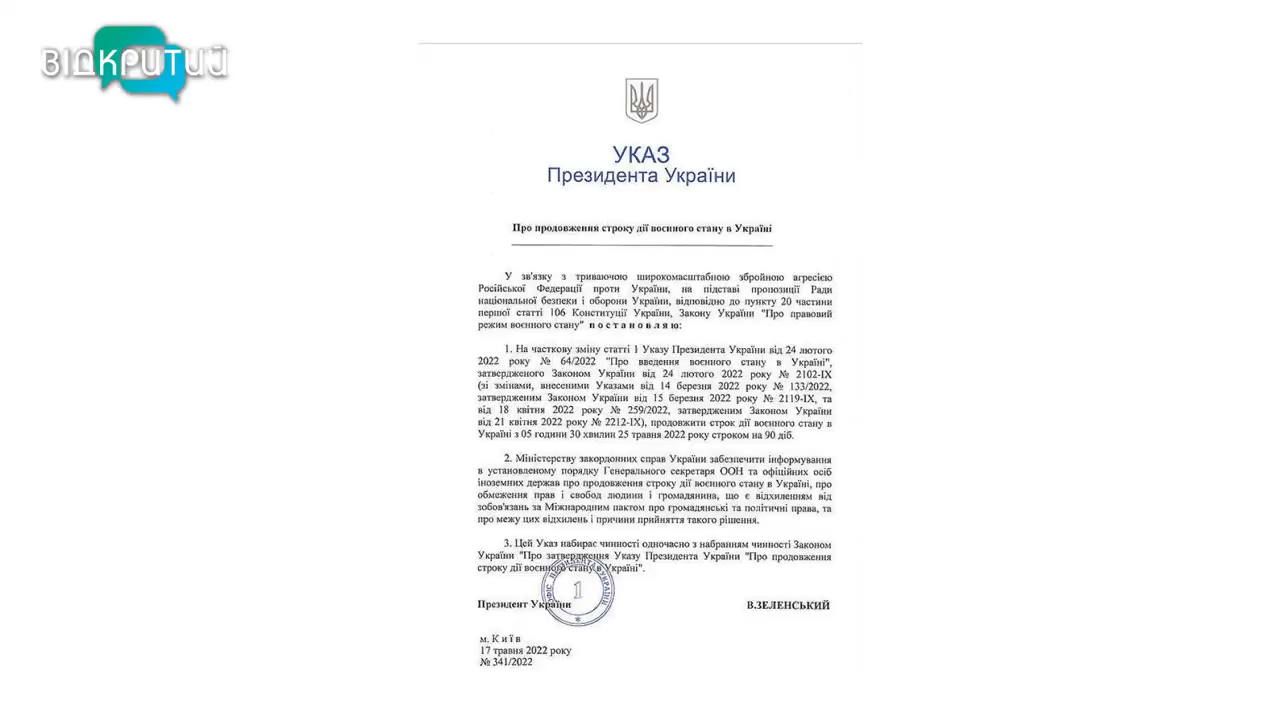 ВІДКРИТИЙ
УКАЗ
Президента України
Про продовження строку дії воєнного стану в Україні
У зв'язку з триваючою широкомасштабною збройною агресією
Російської Федерації проти України, на підставі пропозиції Ради
національної безпеки і оборони України, відповідно до пункту 20 частини
першої статті 106 Конституції України, Закону України "Про правовий
режим воєнного стану" п о с т а н о в л я ю:
1. На часткову зміну статті 1 Указу Президента України від 24 лютого
2022 року № 64/2022 "Про введення воєнного стану в Україні",
затвердженого Законом України від 24 лютого 2022 року № 2102-IX
(зі змінами, внесеними Указами від 14 березня 2022 року № 133/2022,
затвердженим Законом України від 15 березня 2022 року № 2119-IX, та
від 18 квітня 2022 року № 259/2022, затвердженим Законом України
від 21 квітня 2022 року № 2212-IX), продовжити строк дії воєнного стану в
Україні з 05 години 30 хвилин 25 травня 2022 року строком на 90 діб.
2. Міністерству закордонних справ України забезпечити інформування
в установленому порядку Генерального секретаря ООН та офіційних осіб
іноземних держав про продовження строку дії воєнного стану в Україні, про
обмеження прав і свобод людини і громадянина, що є відхиленням від
зобов'язань за Міжнародним пактом про громадянські та політичні права, та
про межу цих відхилень і причини прийняття такого рішення.
3. Цей Указ набирає чинності одночасно з набранням чинності Законом
України "Про затвердження Указу Президента України "Про продовження
строку дії воєнного стану в Україні".
ОФІС ПРЕЗИДЕНТА УКРАЇНИ
1
Президент України
В.ЗЕЛЕНСЬКИЙ
м. К и ї в
17 травня 2022 року
№ 341/2022